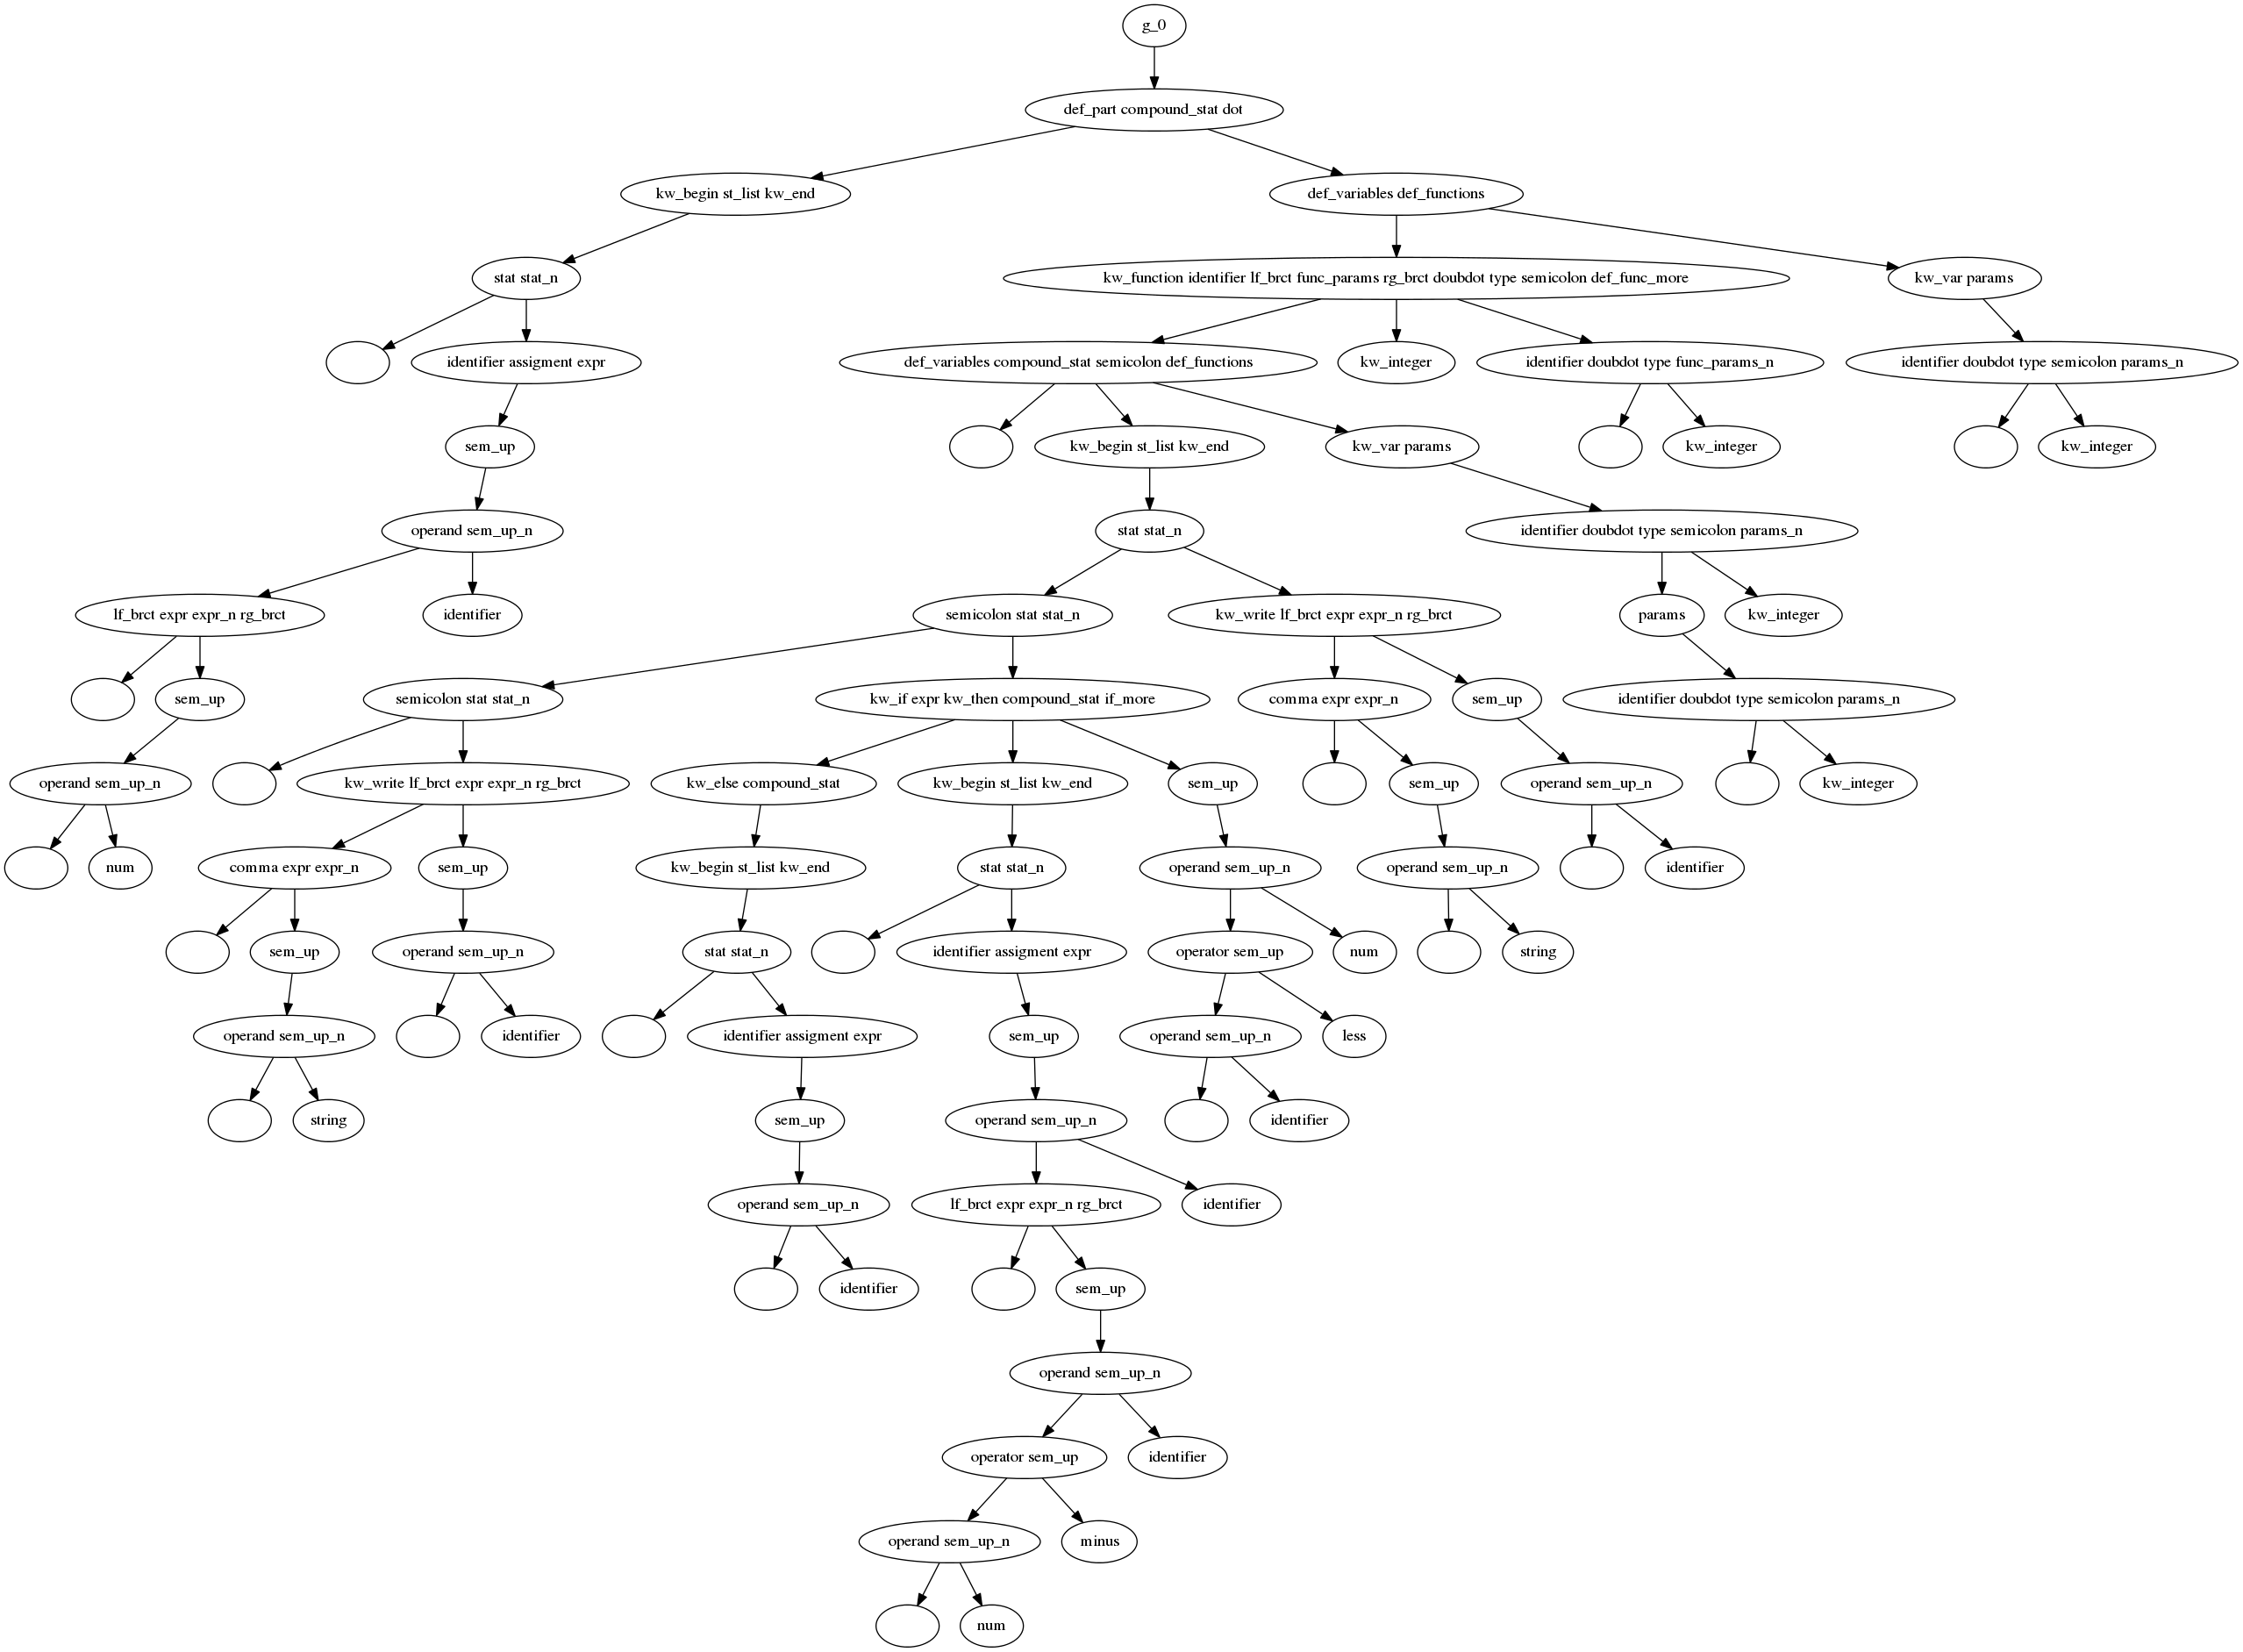 g_0
def_part compound_stat dot
kw_begin st_list kw_end
def_variables def_functions
stat stat_n
kw_function identifier lf_brct func_params rg_brct doubdot type semicolon def_func_more
kw_var params
identifier assigment expr
def_variables compound_stat semicolon def_functions
kw_integer
identifier doubdot type func_params_n
identifier doubdot type semicolon params_n
sem_up
kw_begin st_list kw_end
kw_var params
kw_integer
kw_integer
operand sem_up_n
stat stat_n
identifier doubdot type semicolon params_n
lf_brct expr expr_n rg_brct
identifier
semicolon stat stat_n
kw_write lf_brct expr expr_n rg_brct
params
kw_integer
sem_up
semicolon stat stat_n
kw_if expr kw_then compound_stat if_more
comma expr expr_n
sem_up
identifier doubdot type semicolon params_n
operand sem_up_n
kw_write lf_brct expr expr_n rg_brct
kw_else compound_stat
kw_begin st_list kw_end
sem_up
sem_up
operand sem_up_n
kw_integer
num
comma expr expr_n
sem_up
kw_begin st_list kw_end
stat stat_n
operand sem_up_n
operand sem_up_n
identifier
sem_up
operand sem_up_n
stat stat_n
identifier assigment expr
operator sem_up
num
string
operand sem_up_n
identifier
identifier assigment expr
sem_up
operand sem_up_n
less
string
sem_up
operand sem_up_n
identifier
operand sem_up_n
lf_brct expr expr_n rg_brct
identifier
identifier
sem_up
operand sem_up_n
operator sem_up
identifier
operand sem_up_n
minus
num